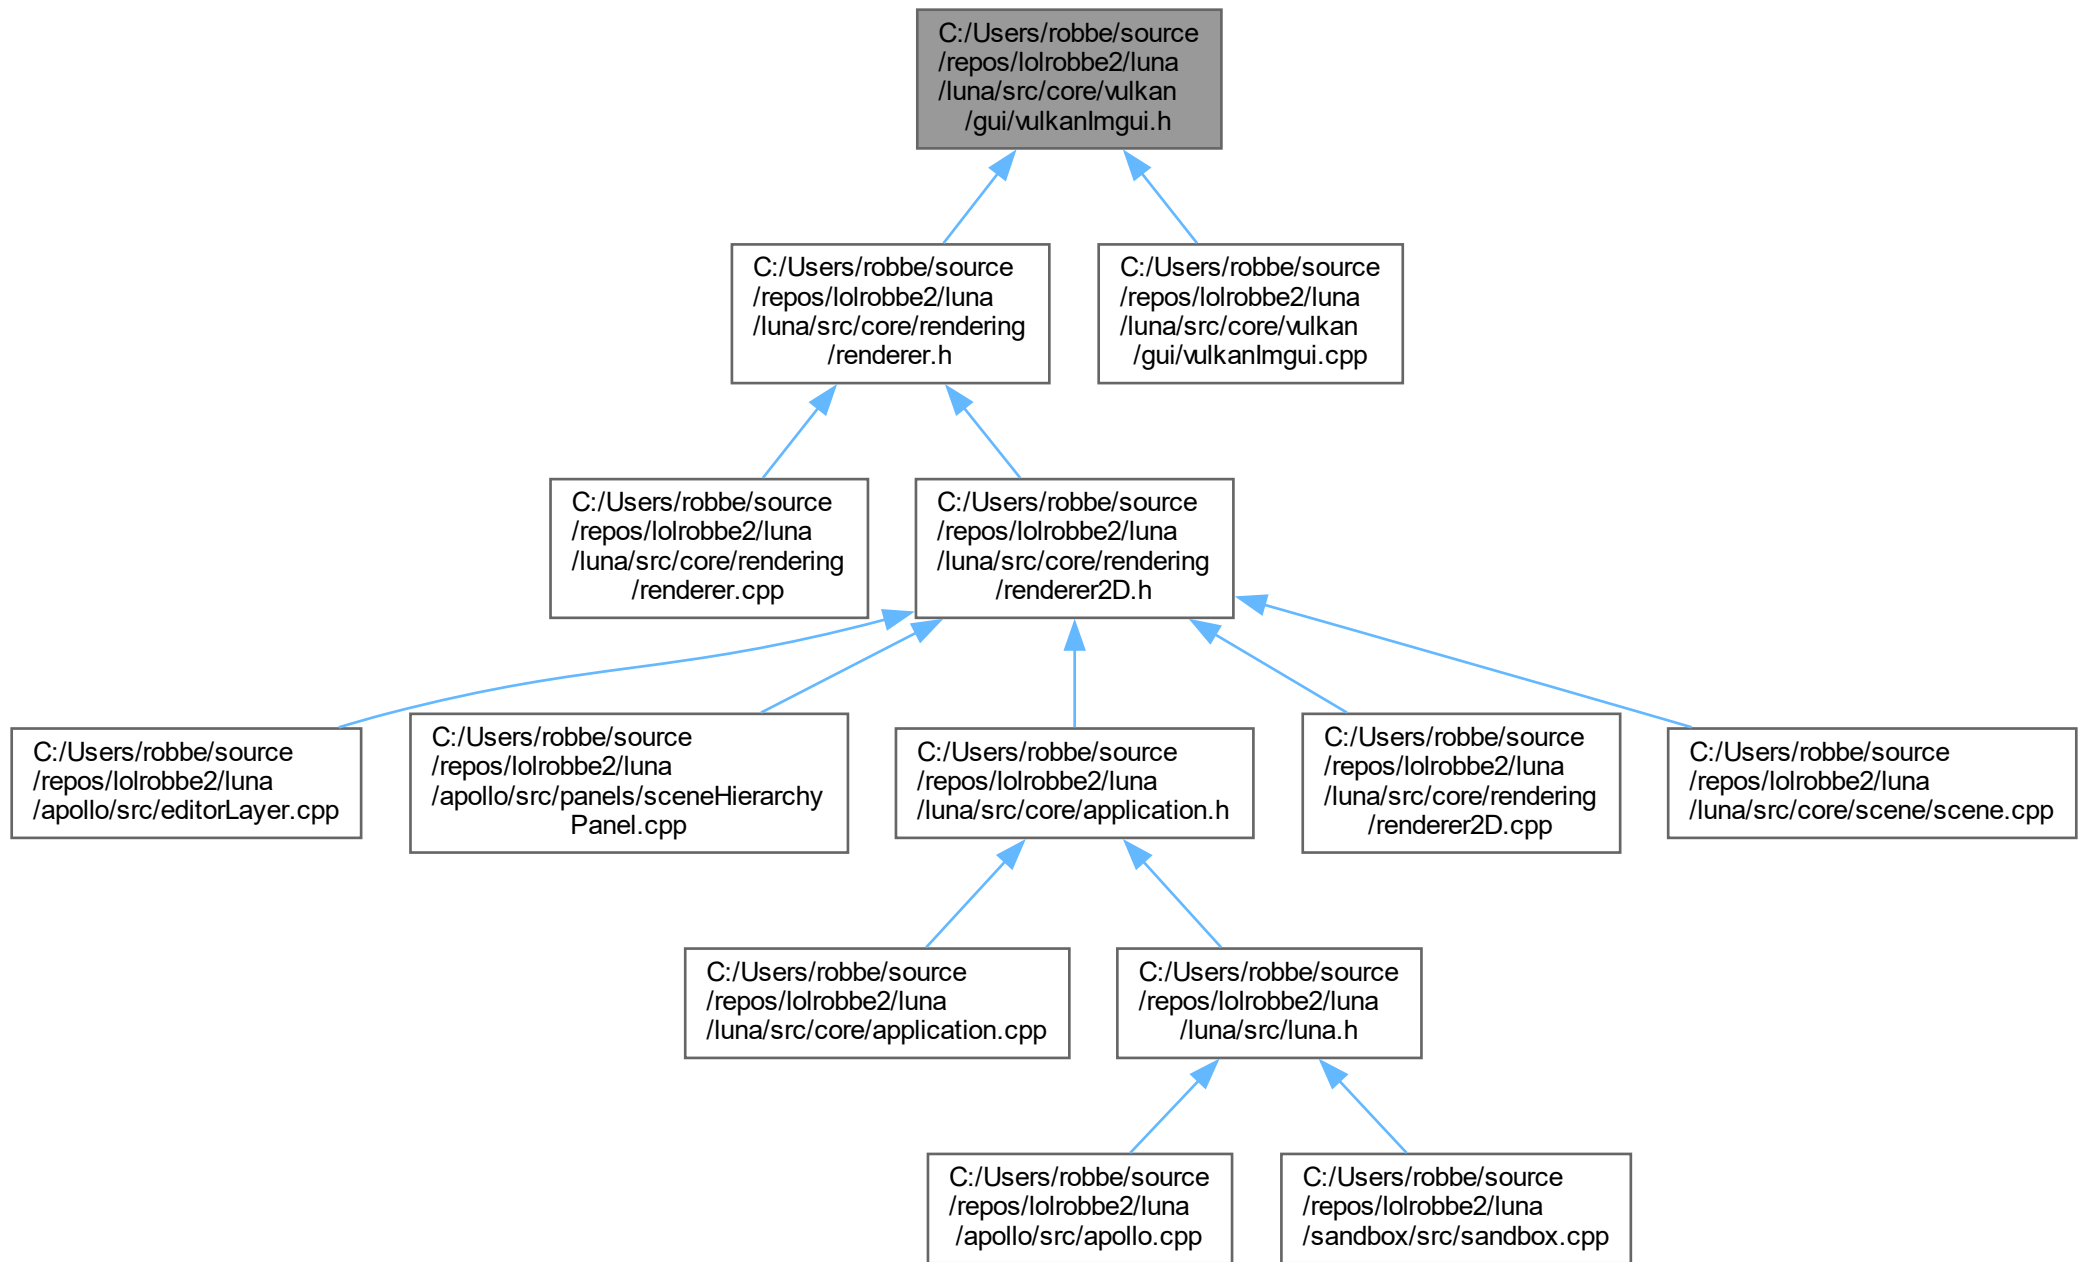 C:/Users/robbe/source
/repos/lolrobbe2/luna
/luna/src/core/vulkan
/gui/vulkanImgui.h
C:/Users/robbe/source
/repos/lolrobbe2/luna
/luna/src/core/rendering
/renderer.h
C:/Users/robbe/source
/repos/lolrobbe2/luna
/luna/src/core/vulkan
/gui/vulkanImgui.cpp
C:/Users/robbe/source
/repos/lolrobbe2/luna
/luna/src/core/rendering
/renderer.cpp
C:/Users/robbe/source
/repos/lolrobbe2/luna
/luna/src/core/rendering
/renderer2D.h
C:/Users/robbe/source
/repos/lolrobbe2/luna
/apollo/src/editorLayer.cpp
C:/Users/robbe/source
/repos/lolrobbe2/luna
/apollo/src/panels/sceneHierarchy
Panel.cpp
C:/Users/robbe/source
/repos/lolrobbe2/luna
/luna/src/core/application.h
C:/Users/robbe/source
/repos/lolrobbe2/luna
/luna/src/core/rendering
/renderer2D.cpp
C:/Users/robbe/source
/repos/lolrobbe2/luna
/luna/src/core/scene/scene.cpp
C:/Users/robbe/source
/repos/lolrobbe2/luna
/luna/src/core/application.cpp
C:/Users/robbe/source
/repos/lolrobbe2/luna
/luna/src/luna.h
C:/Users/robbe/source
/repos/lolrobbe2/luna
/apollo/src/apollo.cpp
C:/Users/robbe/source
/repos/lolrobbe2/luna
/sandbox/src/sandbox.cpp